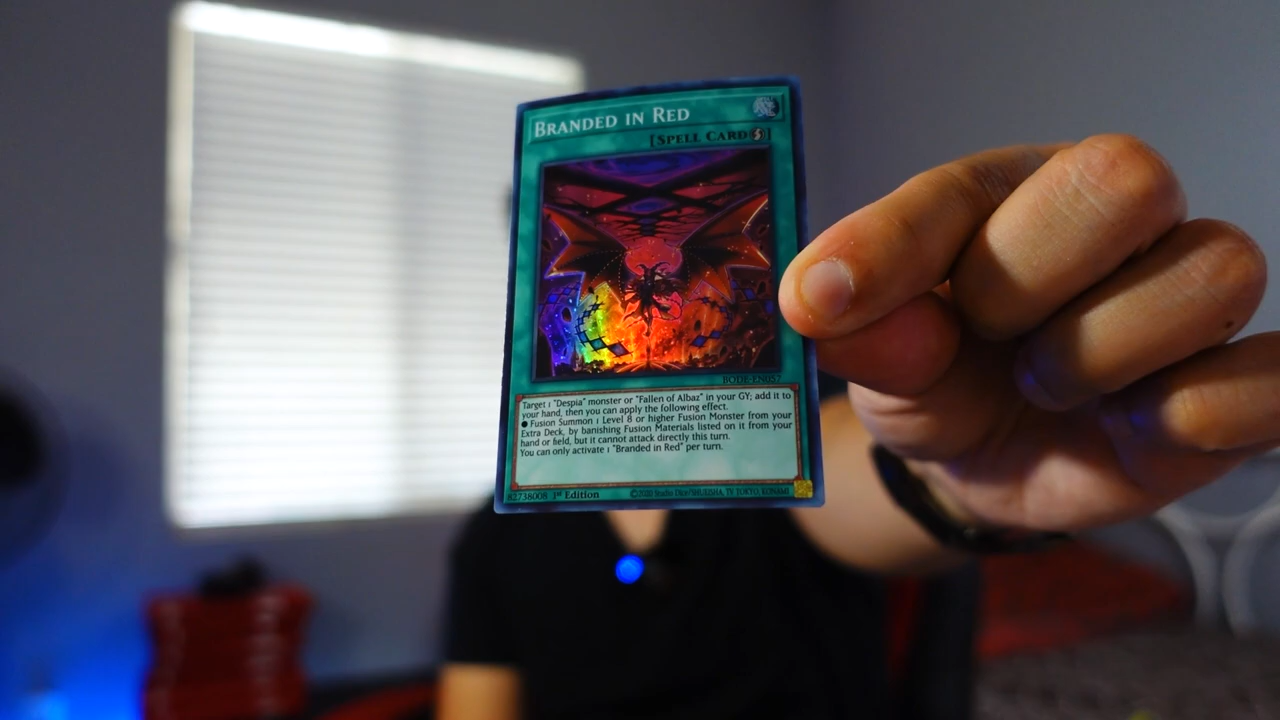 BRANDED IN RED
[SPELL CARD]
BODE-EN057
Target 1 "Despia" monster or "Fallen of Albaz" in your GY; add it to
your hand, then you can apply the following effect.
● Fusion Summon 1 Level 8 or higher Fusion Monster from your
Extra Deck, by banishing Fusion Materials listed on it from your
hand or field, but it cannot attack directly this turn.
You can only activate 1 "Branded in Red" per turn.
82738008 1st Edition ©2020 Studio Dice/SHUEISHA, TV TOKYO, KONAMI